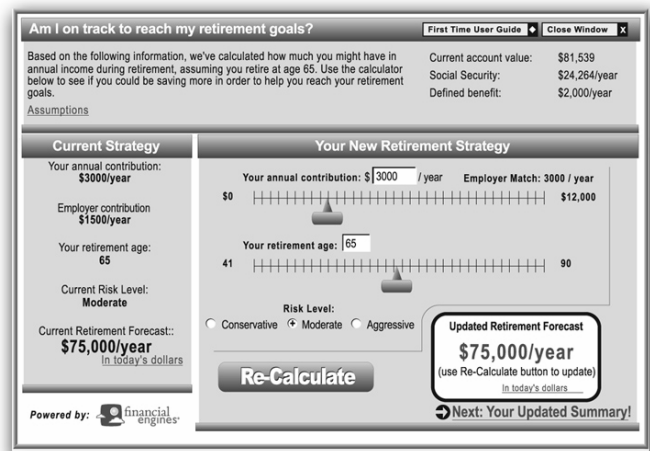 Am I on track to reach my retirement goals?
First Time User Guide
Close Window X
Based on the following information, we've calculated how much you might have in
annual income during retirement, assuming you retire at age 65. Use the calculator
below to see if you could be saving more in order to help you reach your retirement
goals.
Assumptions
Current account value: $81,539
Social Security: $24,264/year
Defined benefit: $2,000/year
Current Strategy
Your annual contribution:
$3000/year
Employer contribution
$1500/year
Your retirement age:
65
Current Risk Level:
Moderate
Current Retirement Forecast::
$75,000/year
In today's dollars
Powered by: financial
engines
Your New Retirement Strategy
Your annual contribution: $ 3000 / year Employer Match: 3000 / year
$0 $12,000
Your retirement age: 65
41 90
Risk Level:
Conservative Moderate Aggressive
Re-Calculate
Updated Retirement Forecast
$75,000/year
(use Re-Calculate button to update)
In today's dollars
Next: Your Updated Summary!